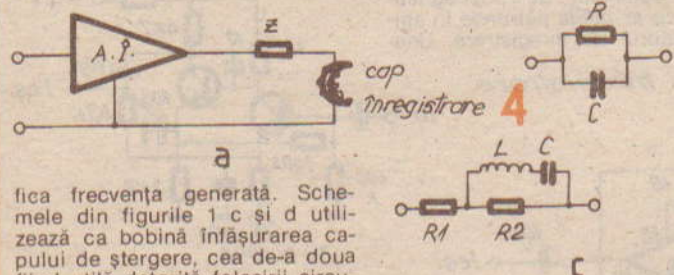 A.Î.
Z
cap
înregistrare
4
R
C
a
L C
R1 R2
fica frecvența generată. Sche-
mele din figurile 1 c și d utili-
zează ca bobină înfășurarea ca-
pului de ștergere, cea de-a doua